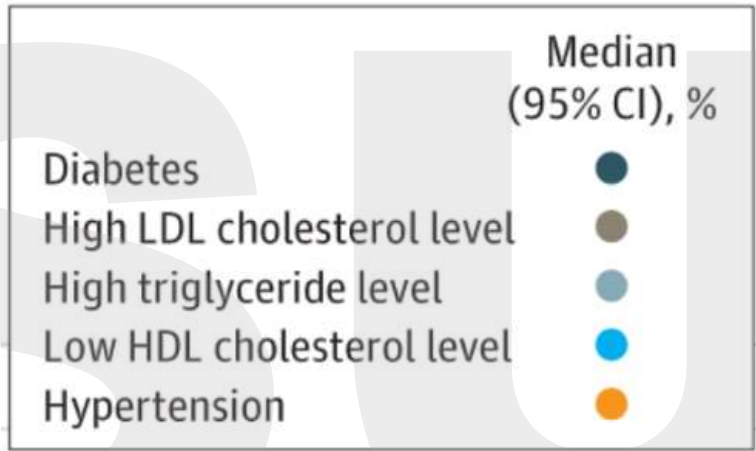 Median
(95% CI), %
Diabetes
High LDL cholesterol level
High triglyceride level
Low HDL cholesterol level
Hypertension